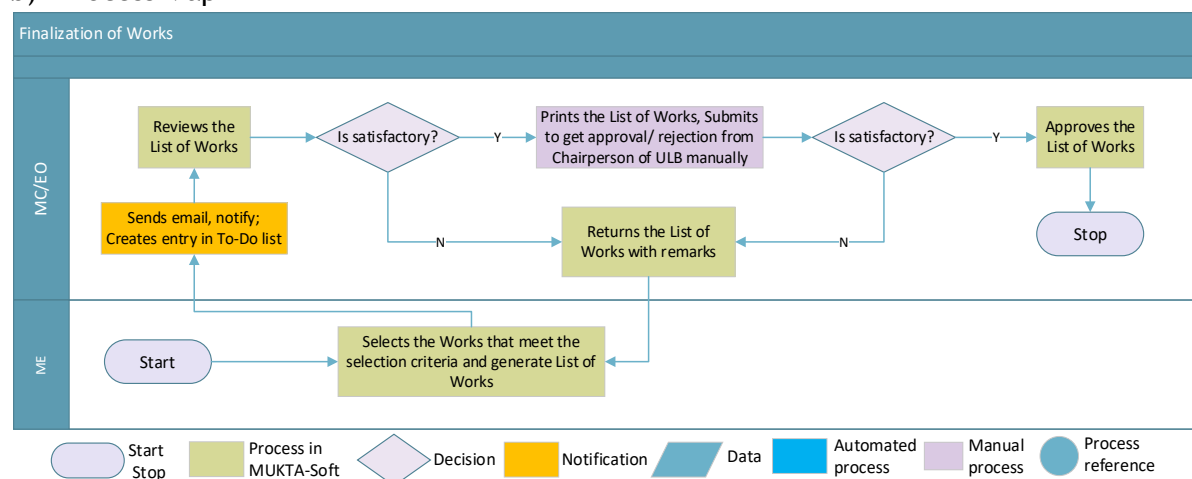 Finalization of Works
MC/EO
Reviews the
List of Works
Is satisfactory?
Y
Prints the List of Works, Submits
to get approval/ rejection from
Chairperson of ULB manually
Is satisfactory?
Y
Approves the
List of Works
Sends email, notify;
Creates entry in To-Do list
N
Returns the List of
Works with remarks
N
Stop
ME
Start
Selects the Works that meet the
selection criteria and generate List of
Works
Start
Stop
Process in
MUKTA-Soft
Decision
Notification
Data
Automated
process
Manual
process
Process
reference